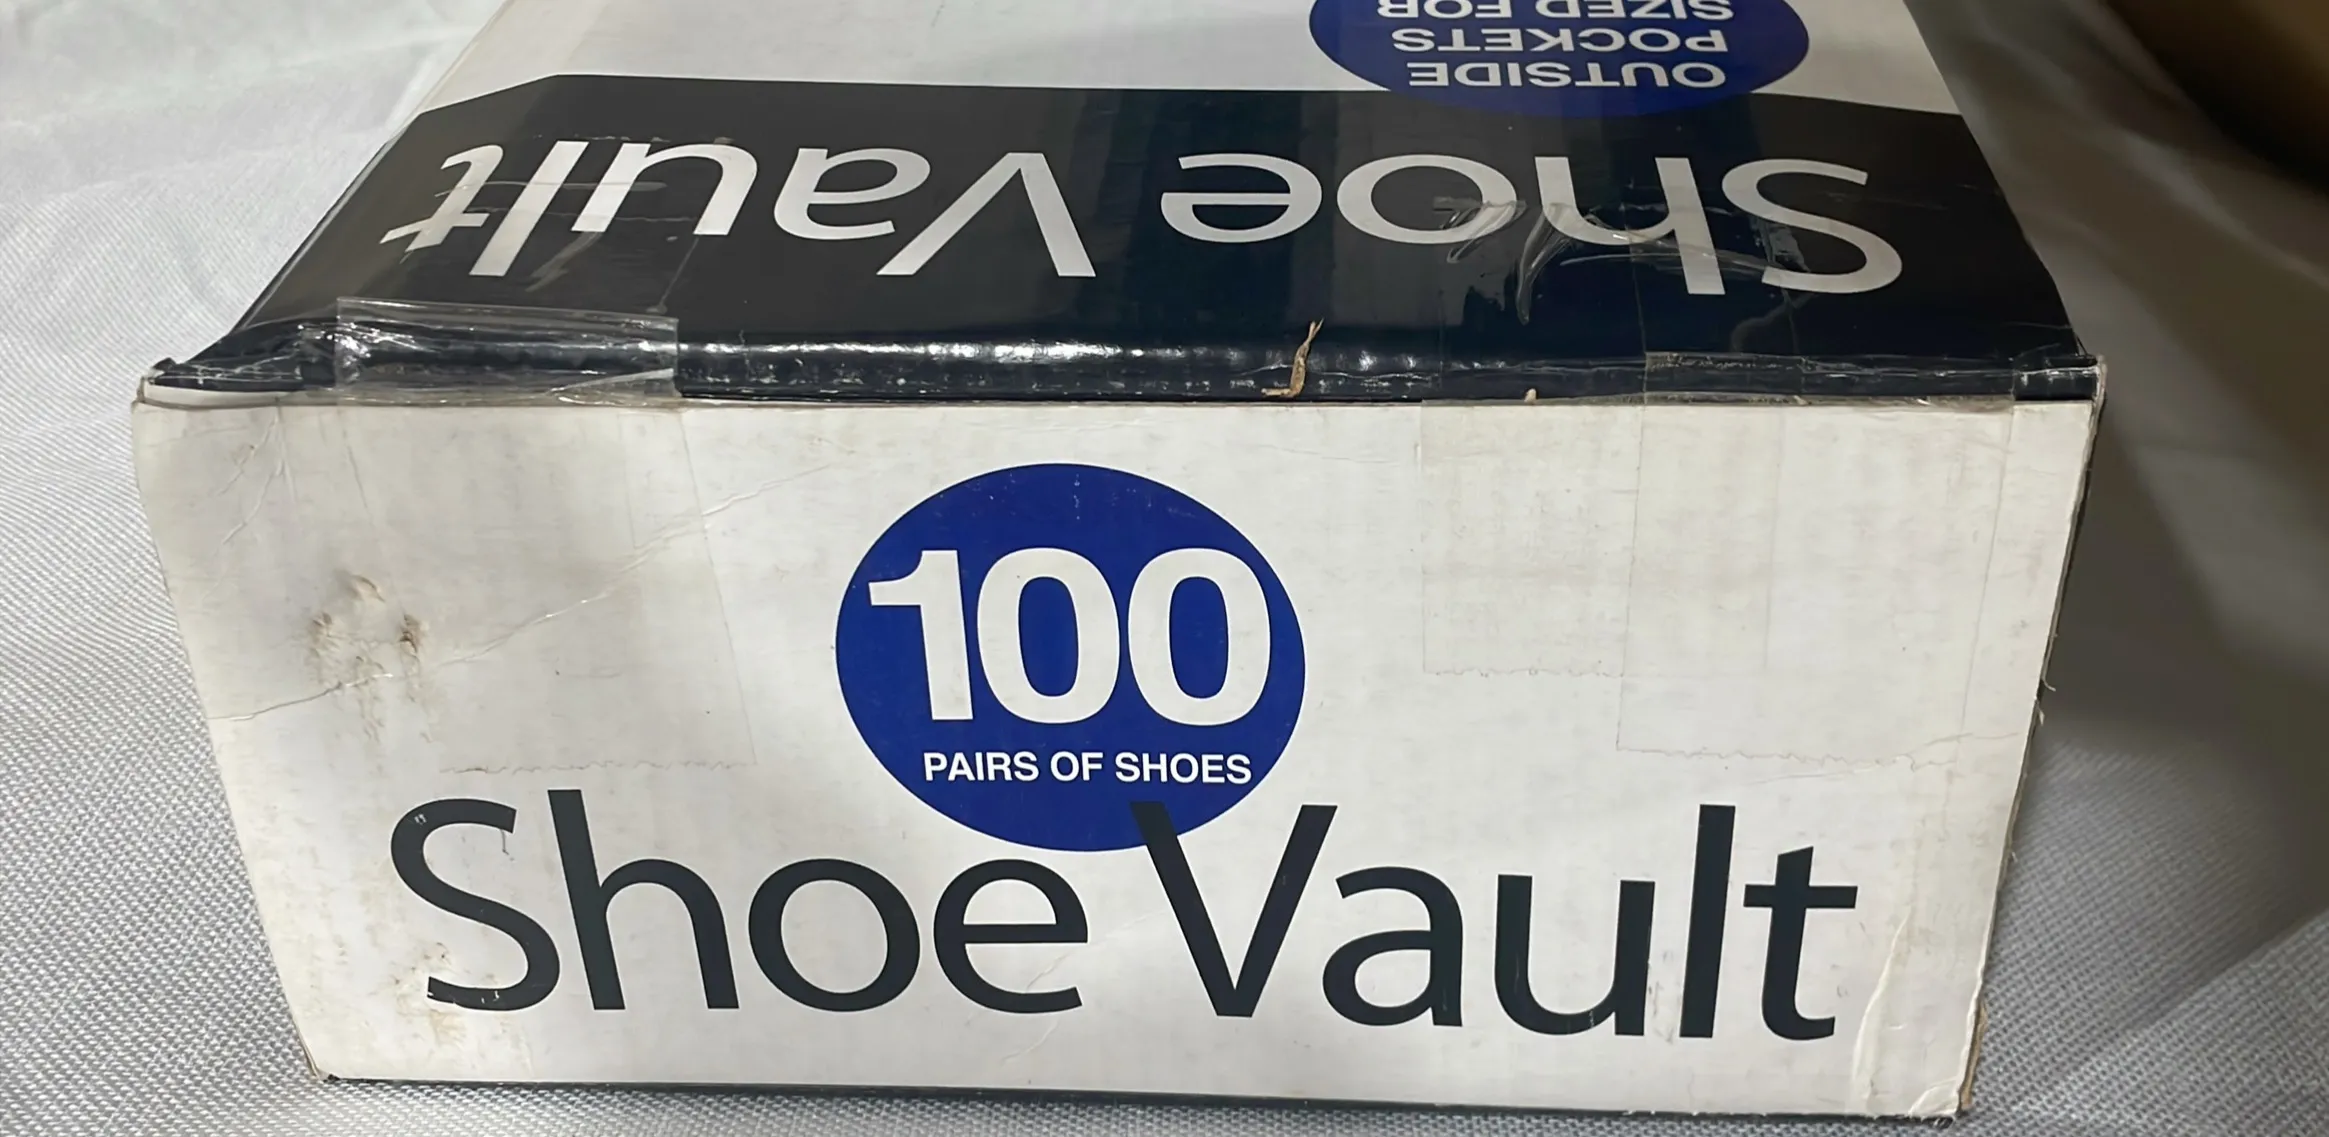 OUTSIDE
POCKETS
SIZED FOR
Shoe Vault
100
PAIRS OF SHOES
Shoe Vault